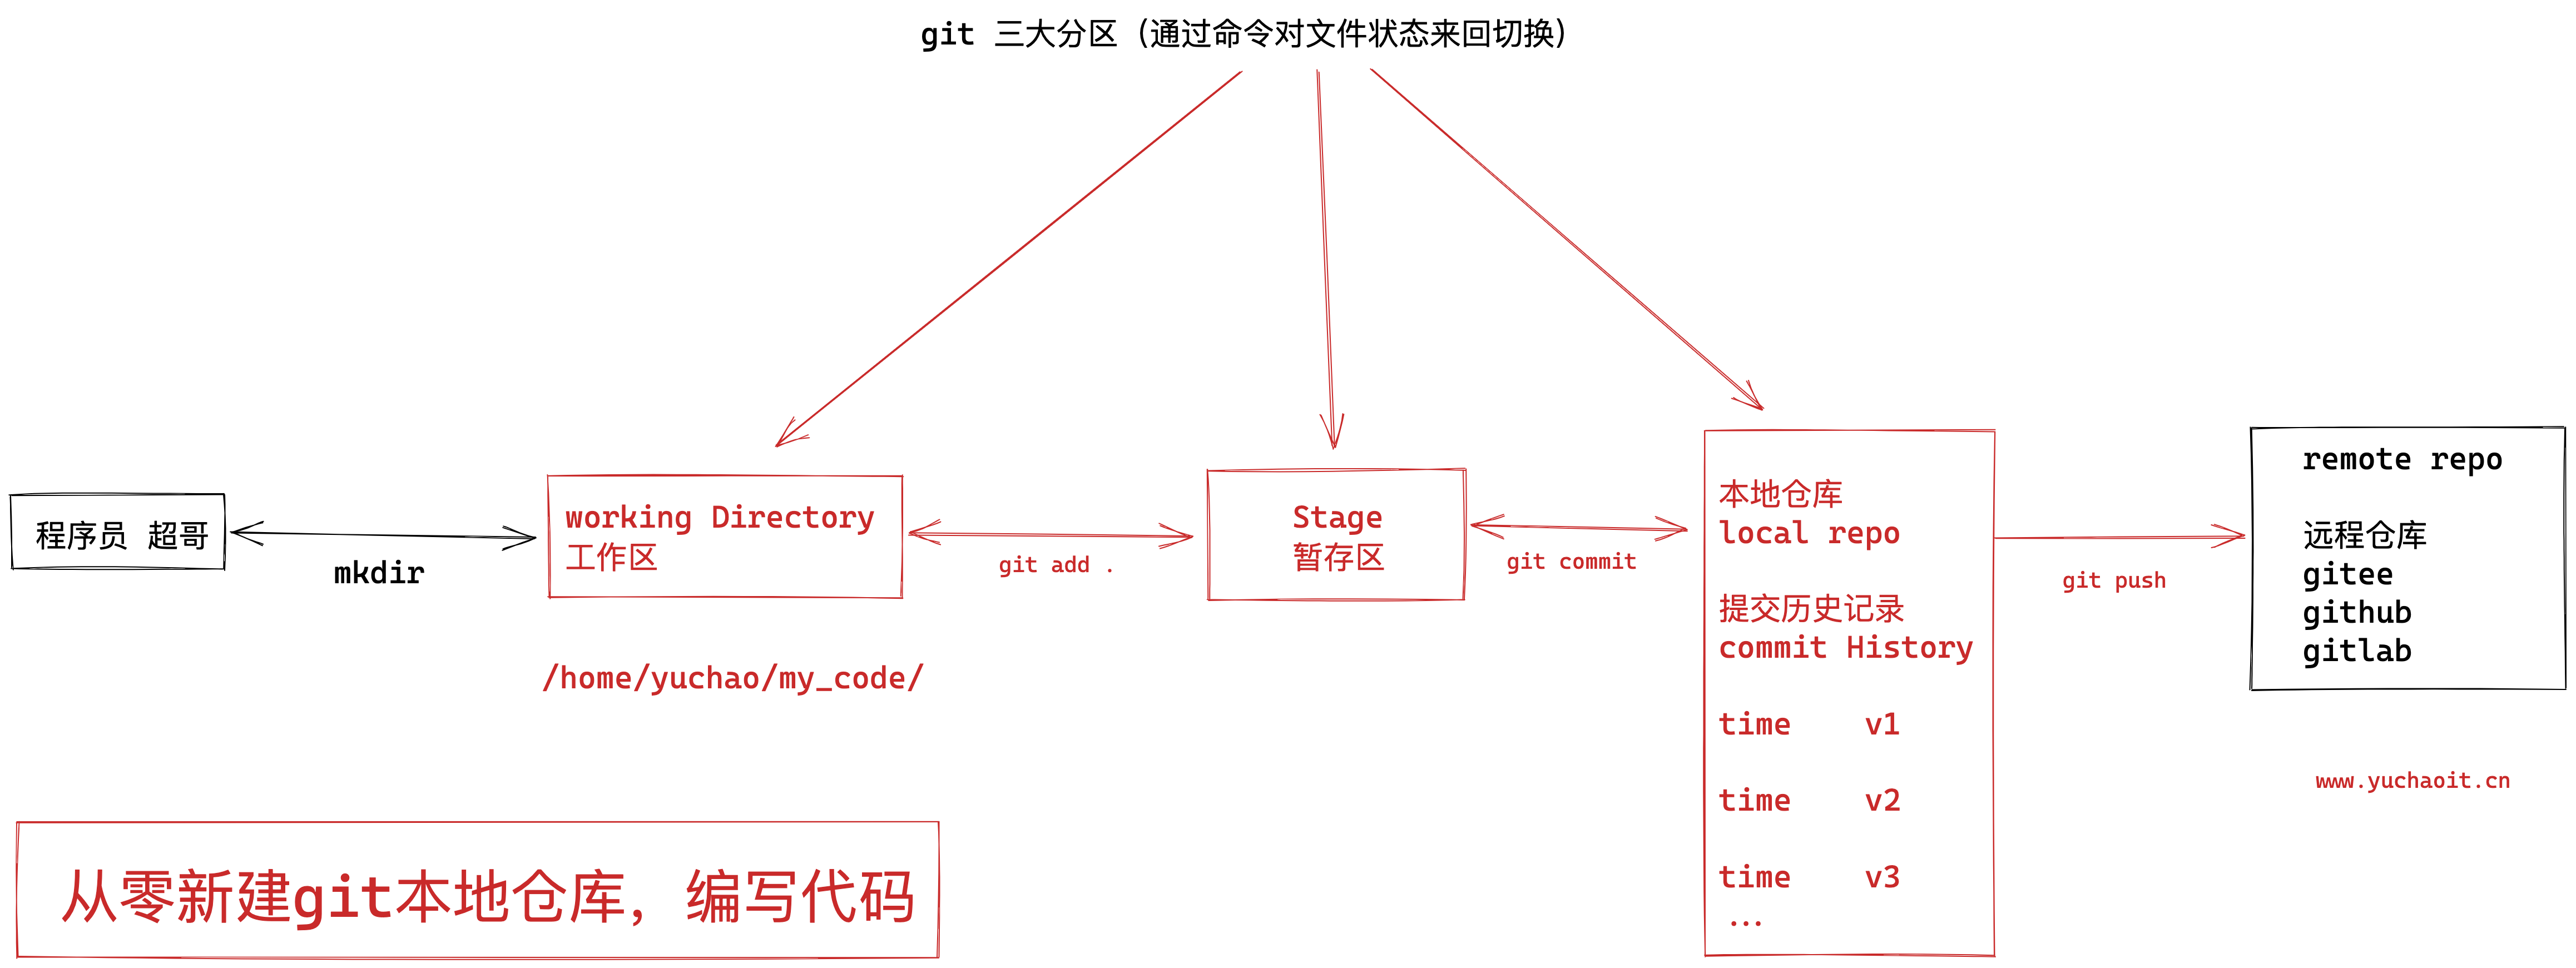 git 三大分区（通过命令对文件状态来回切换）
程序员 超哥
mkdir
working Directory
工作区
/home/yuchao/my_code/
git add .
Stage
暂存区
git commit
本地仓库
local repo
提交历史记录
commit History
time v1
time v2
time v3
...
git push
remote repo
远程仓库
gitee
github
gitlab
www.yuchaoit.cn
从零新建git本地仓库，编写代码